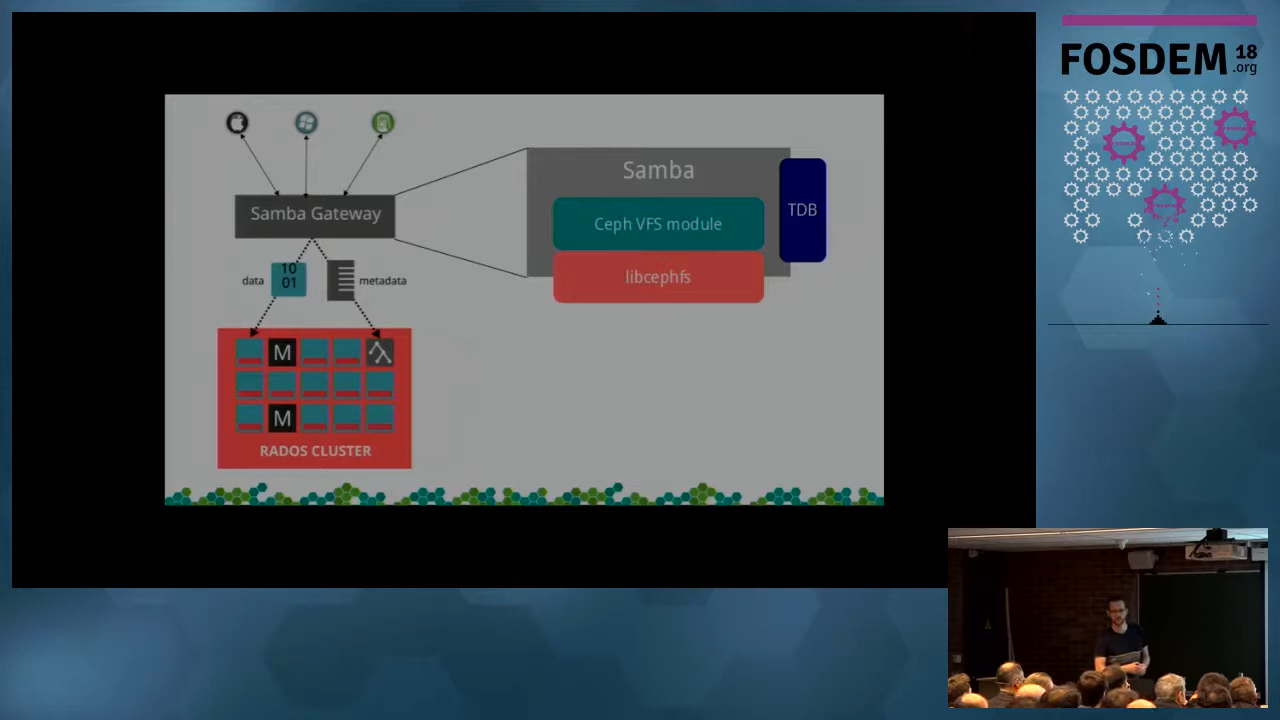 FOSDEM 18
.org
Samba
Samba Gateway
TDB
Ceph VFS module
libcephfs
data
10
01
metadata
M
M
RADOS CLUSTER